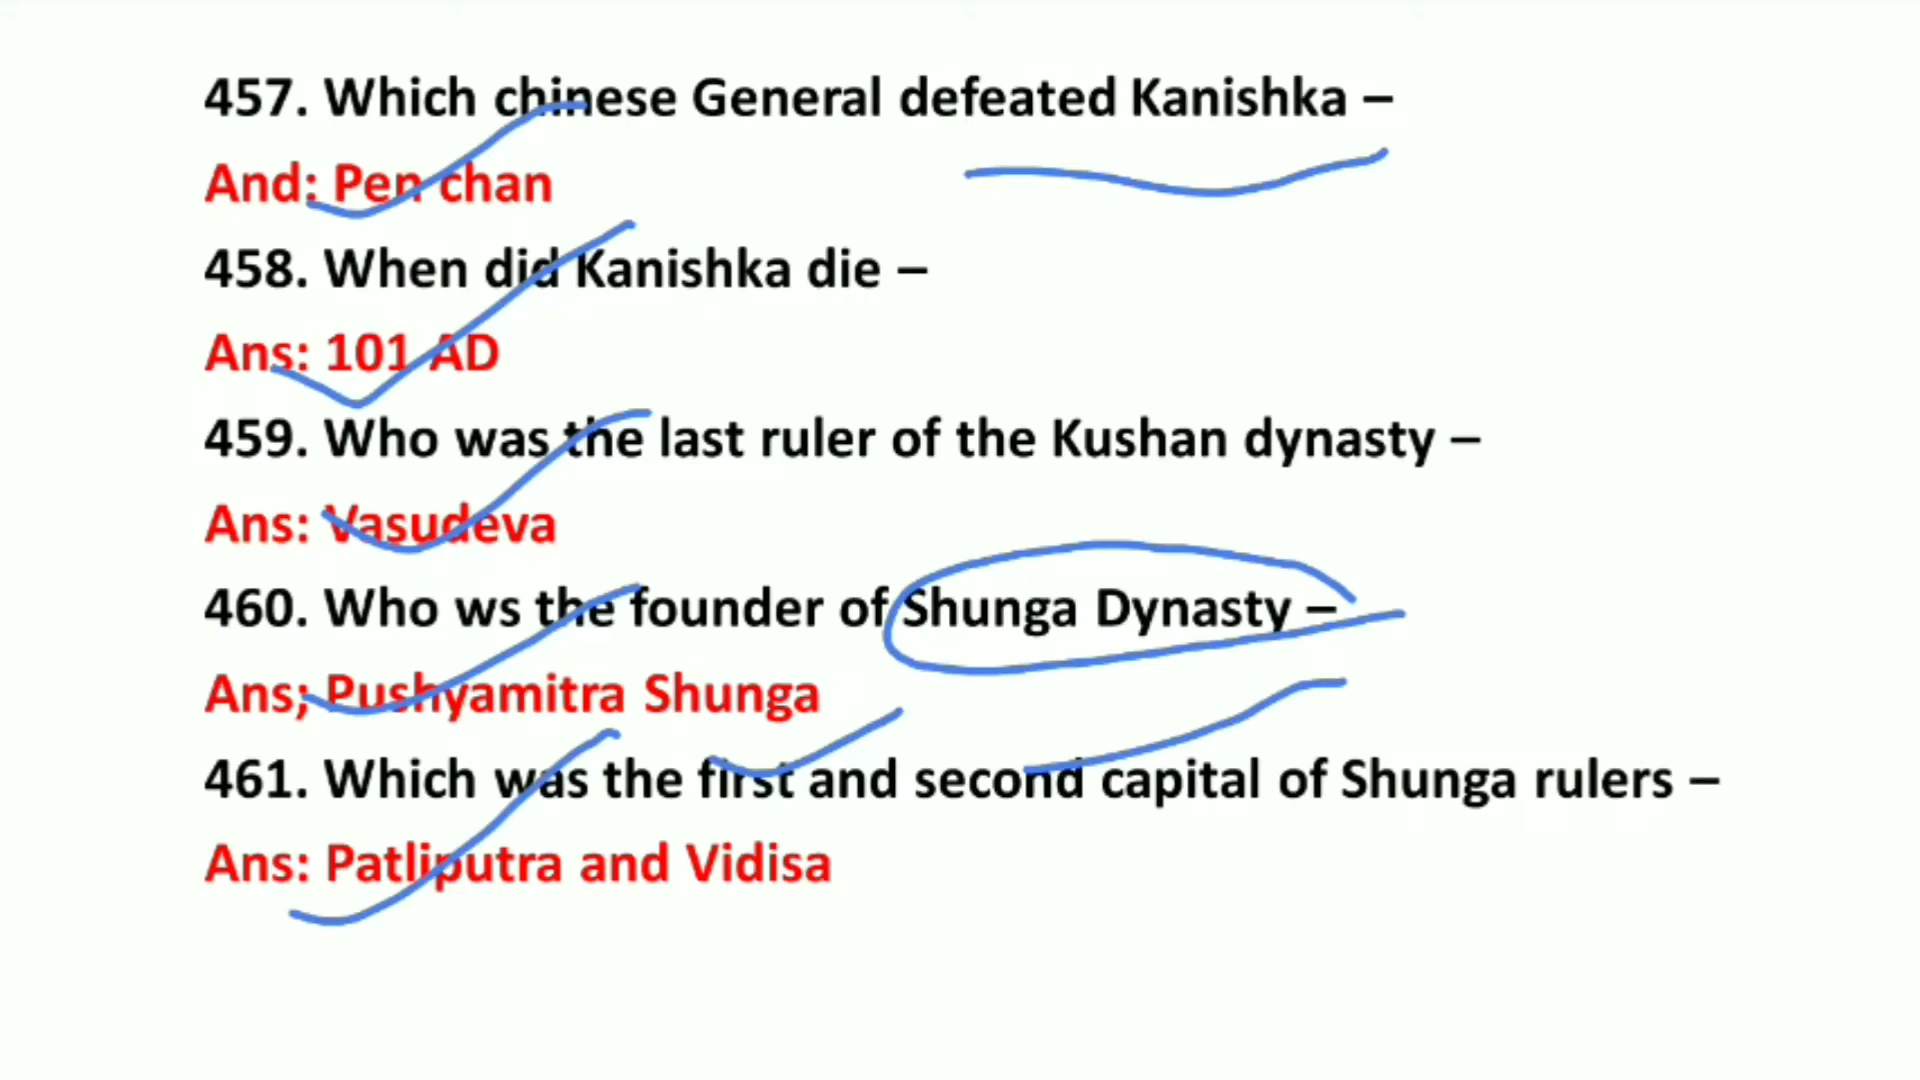 457. Which chinese General defeated Kanishka –
And: Pen chan
458. When did Kanishka die –
Ans: 101 AD
459. Who was the last ruler of the Kushan dynasty –
Ans: Vasudeva
460. Who ws the founder of Shunga Dynasty –
Ans; Pushyamitra Shunga
461. Which was the first and second capital of Shunga rulers –
Ans: Patliputra and Vidisa